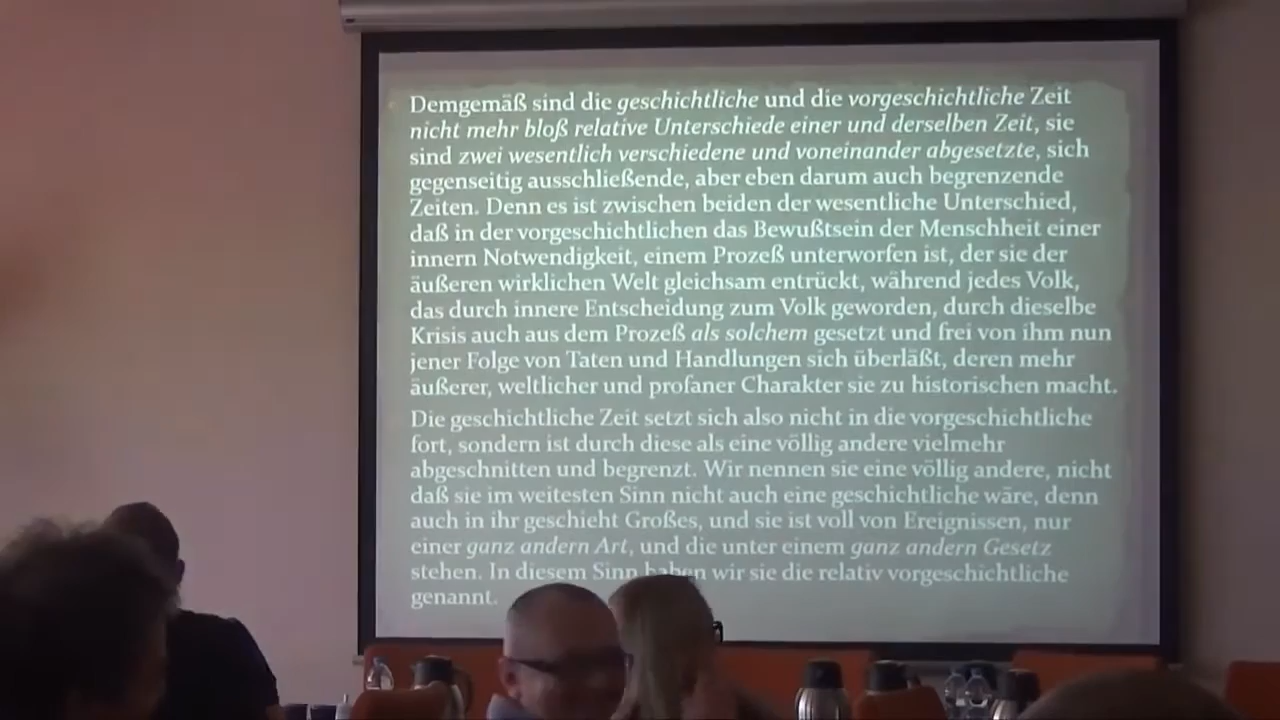 Demgemäß sind die geschichtliche und die vorgeschichtliche Zeit
nicht mehr bloß relative Unterschiede einer und derselben Zeit, sie
sind zwei wesentlich verschiedene und voneinander abgesetzte, sich
gegenseitig ausschließende, aber eben darum auch begrenzende
Zeiten. Denn es ist zwischen beiden der wesentliche Unterschied,
daß in der vorgeschichtlichen das Bewußtsein der Menschheit einer
innern Notwendigkeit, einem Prozeß unterworfen ist, der sie der
äußeren wirklichen Welt gleichsam entrückt, während jedes Volk,
das durch innere Entscheidung zum Volk geworden, durch dieselbe
Krisis auch aus dem Prozeß als solchem gesetzt und frei von ihm nun
jener Folge von Taten und Handlungen sich überläßt, deren mehr
äußerer, weltlicher und profaner Charakter sie zu historischen macht.
Die geschichtliche Zeit setzt sich also nicht in die vorgeschichtliche
fort, sondern ist durch diese als eine völlig andere vielmehr
abgeschnitten und begrenzt. Wir nennen sie eine völlig andere, nicht
daß sie im weitesten Sinn nicht auch eine geschichtliche wäre, denn
auch in ihr geschieht Großes, und sie ist voll von Ereignissen, nur
einer ganz andern Art, und die unter einem ganz andern Gesetz
stehen. In diesem Sinn haben wir sie die relativ vorgeschichtliche
genannt.